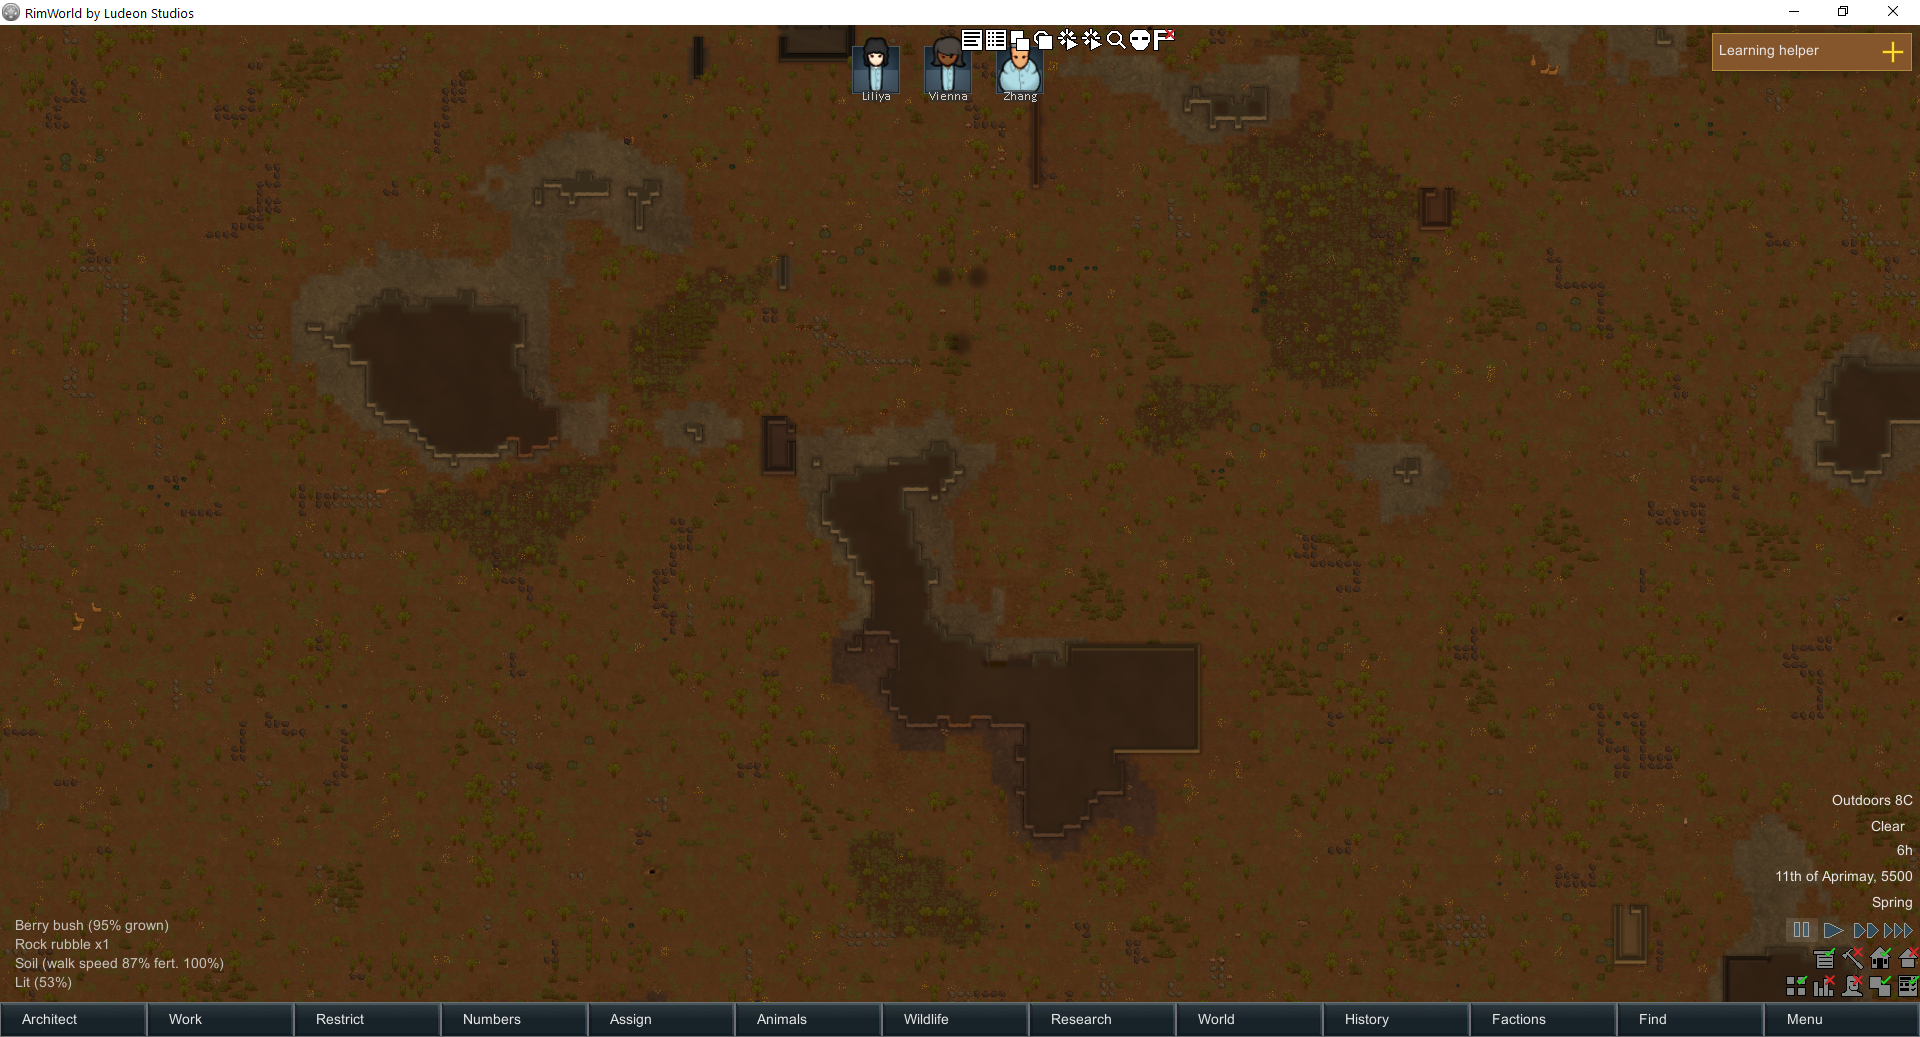 RimWorld by Ludeon Studios
Liliya
Vienna
Zhang
Learning helper
Outdoors 8C
Clear
6h
11th of Aprimay, 5500
Spring
Berry bush (95% grown)
Rock rubble x1
Soil (walk speed 87% fert. 100%)
Lit (53%)
Architect
Work
Restrict
Numbers
Assign
Animals
Wildlife
Research
World
History
Factions
Find
Menu